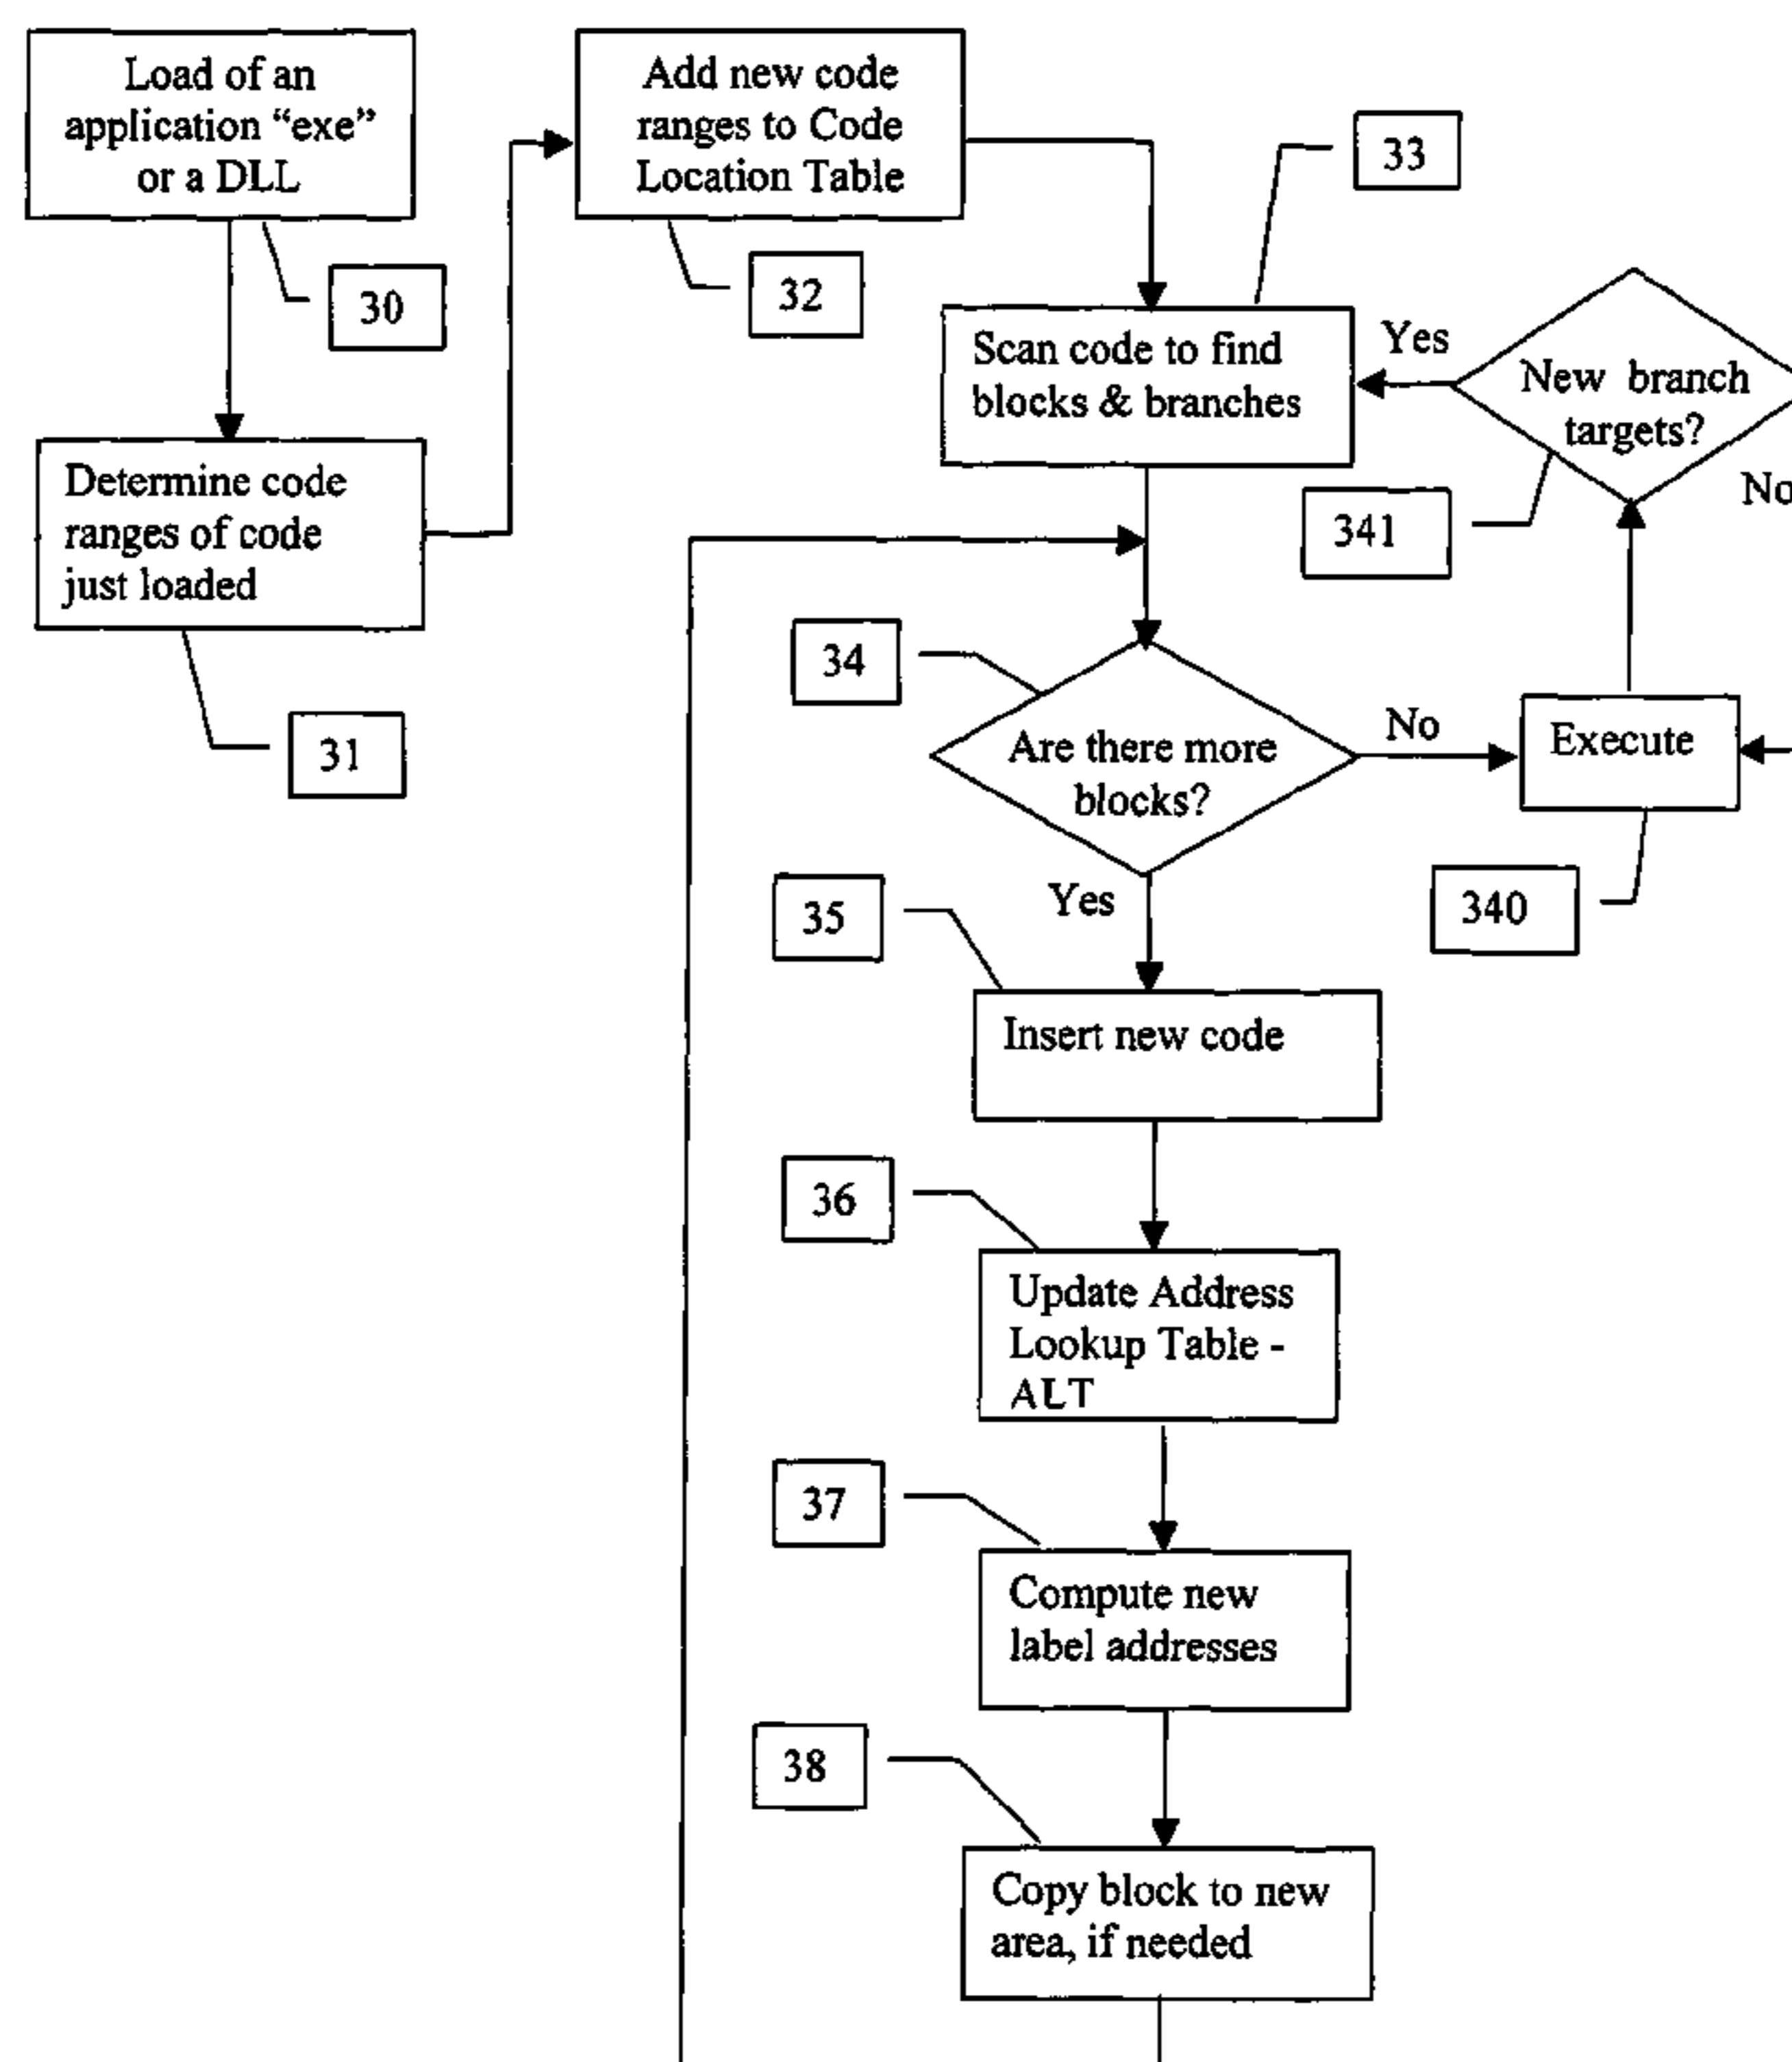 Load of an
application “exe”
or a DLL
30
Determine code
ranges of code
just loaded
31
Add new code
ranges to Code
Location Table
32
33
Scan code to find
blocks & branches
Yes
New branch
targets?
No
341
34
Are there more
blocks?
No
Execute
340
Yes
35
Insert new code
36
Update Address
Lookup Table -
ALT
37
Compute new
label addresses
38
Copy block to new
area, if needed